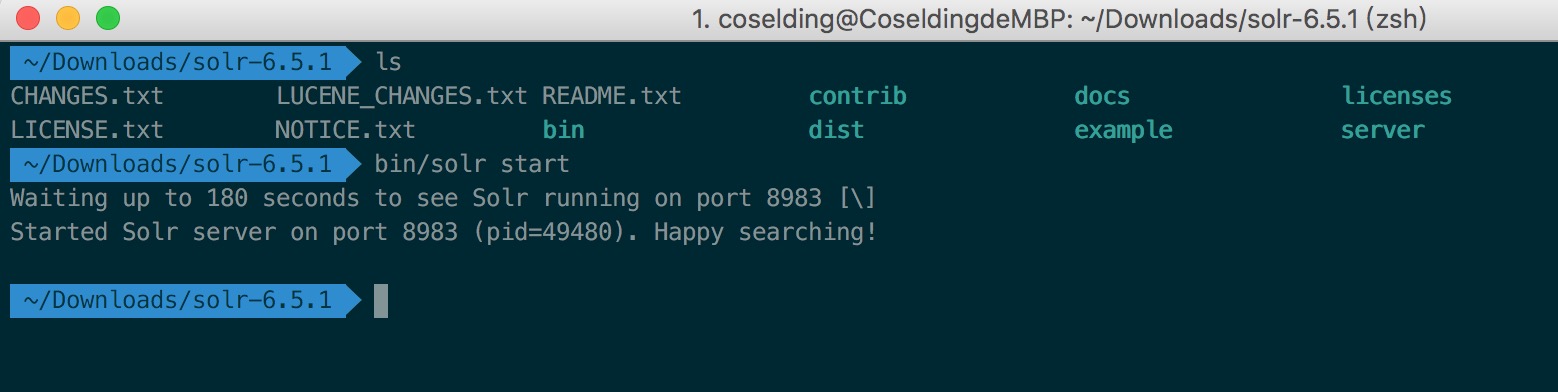 1. coselding@CoseldingdeMBP: ~/Downloads/solr-6.5.1 (zsh)
~/Downloads/solr-6.5.1 ls
CHANGES.txt LUCENE_CHANGES.txt README.txt contrib docs licenses
LICENSE.txt NOTICE.txt bin dist example server
~/Downloads/solr-6.5.1 bin/solr start
Waiting up to 180 seconds to see Solr running on port 8983 [\]
Started Solr server on port 8983 (pid=49480). Happy searching!
~/Downloads/solr-6.5.1